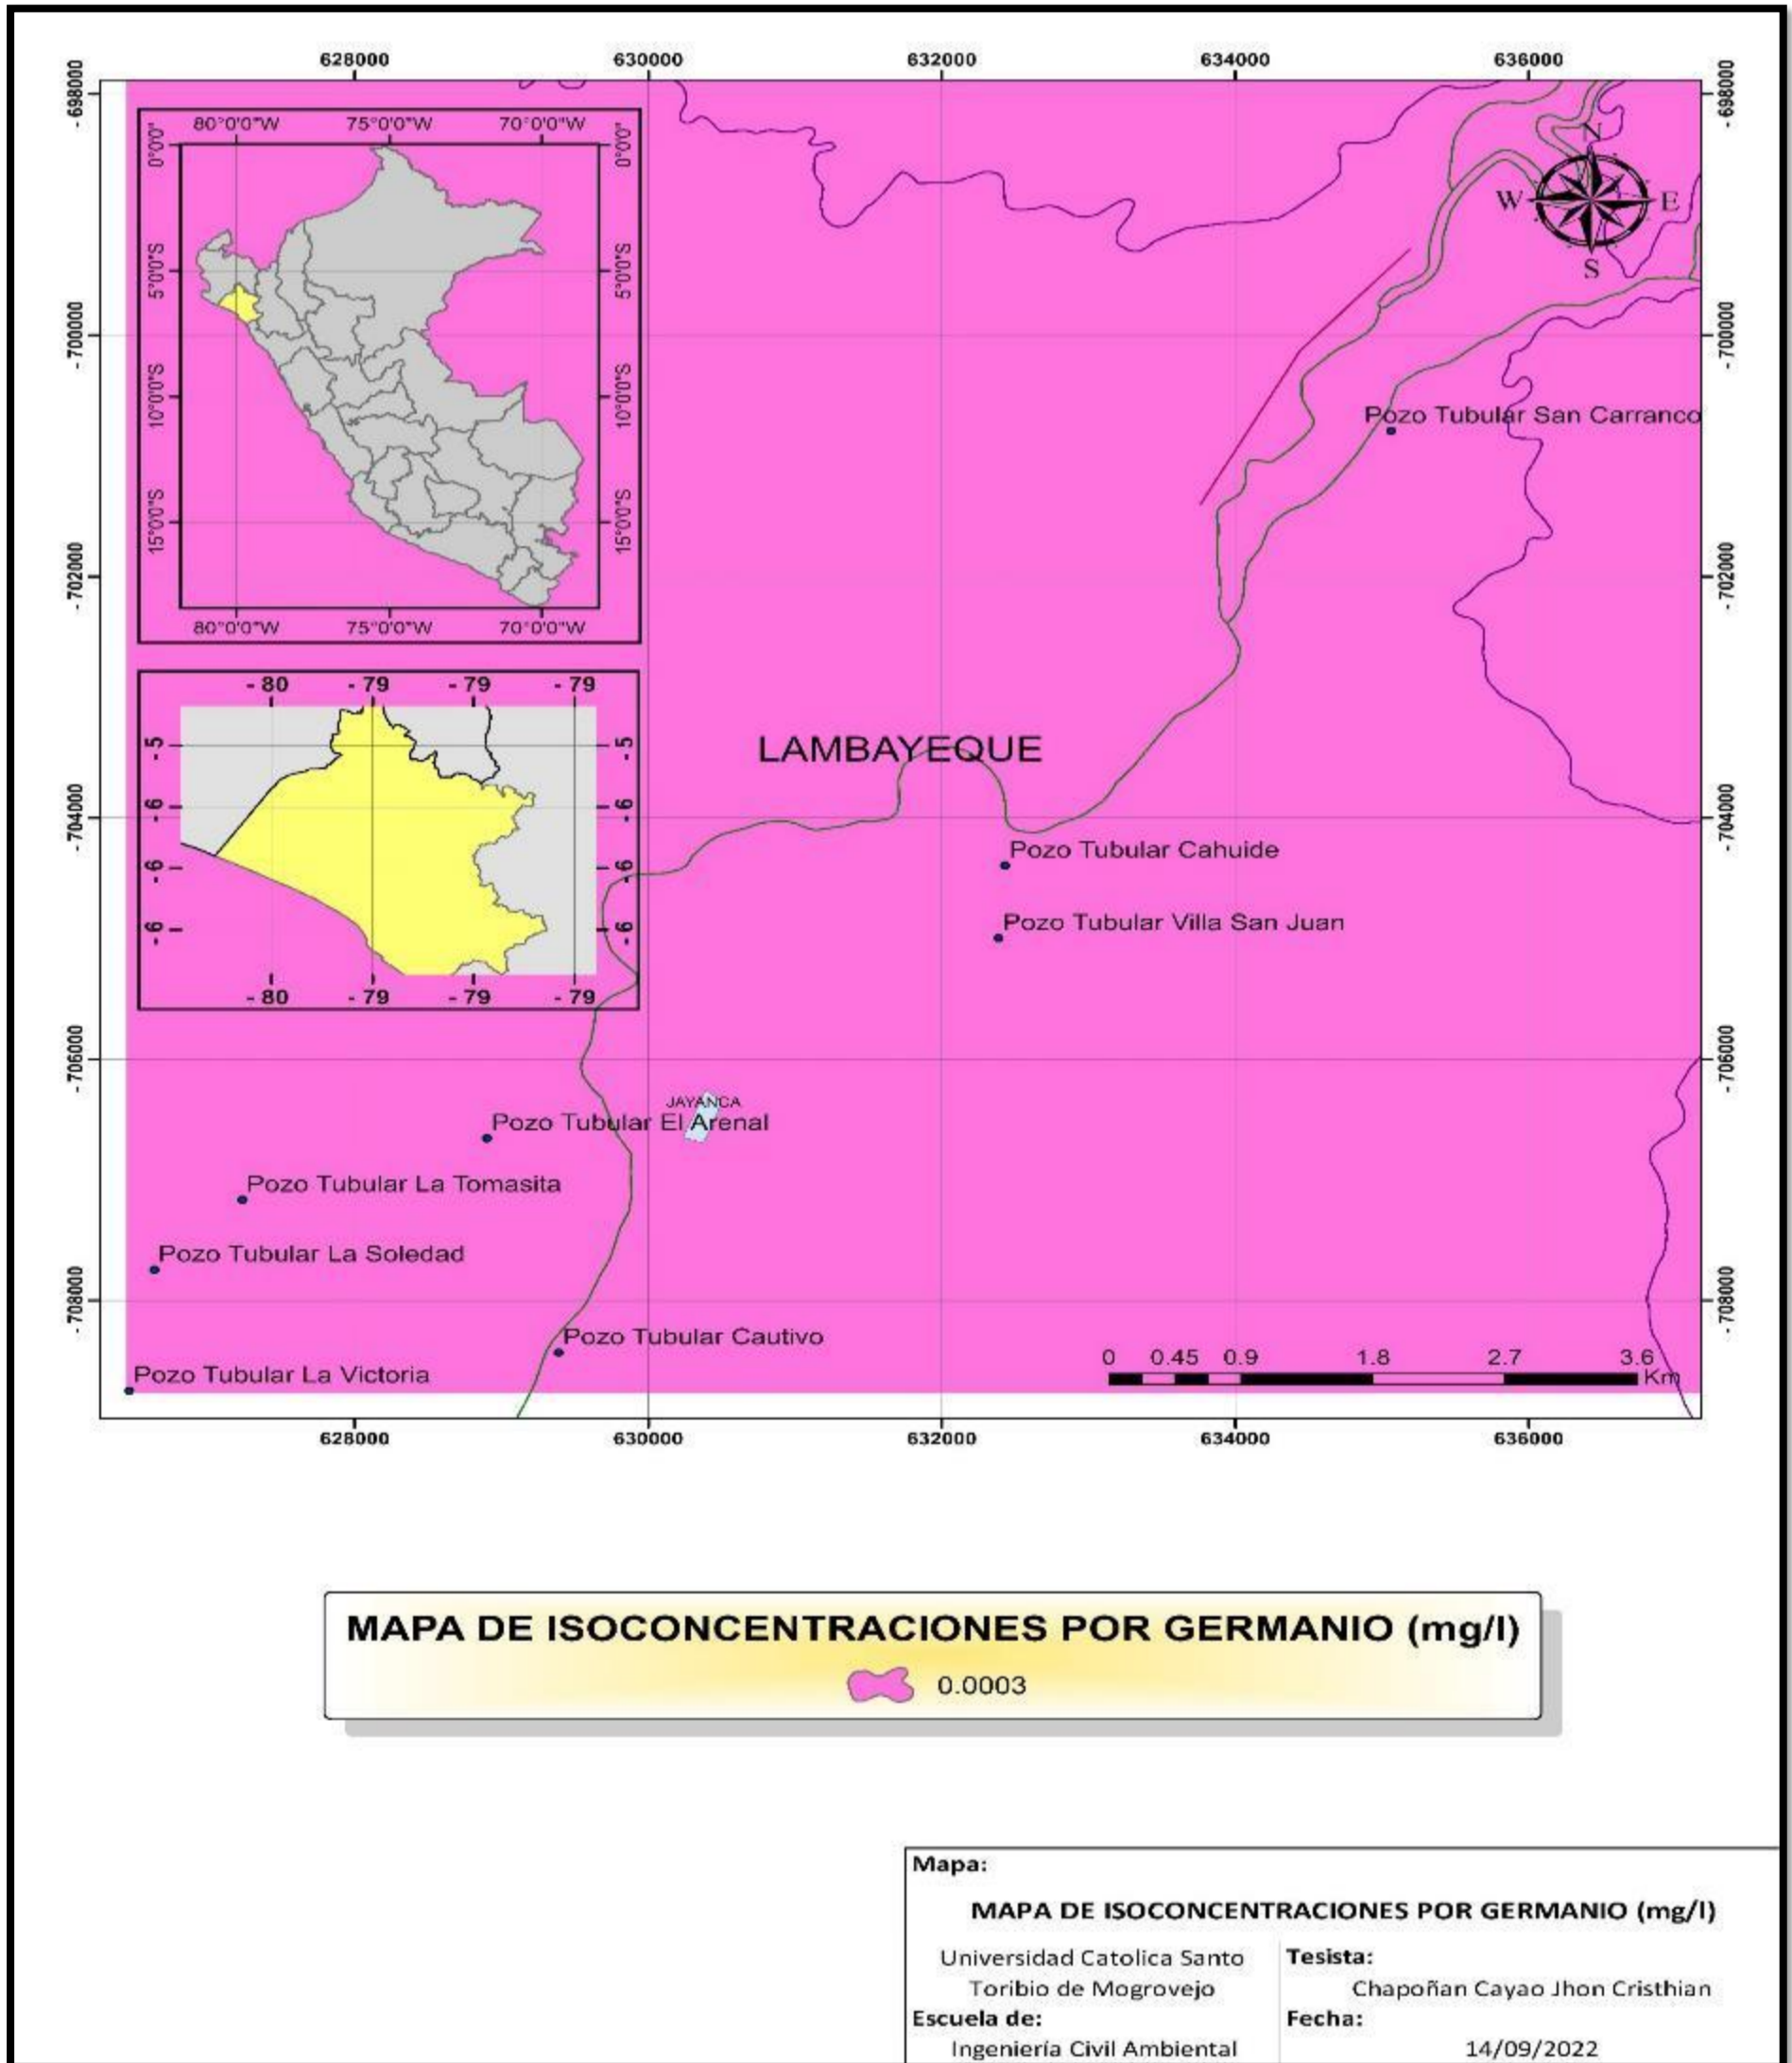 628000 630000 632000 634000 636000
-698000 -698000
80°0'0"W 75°0'0"W 70°0'0"W
0°0'0" 0°0'0"
N
W E
S
5°0'0"S 5°0'0"S
-700000 -700000
10°0'0"S 10°0'0"S
Pozo Tubular San Carranco
15°0'0"S 15°0'0"S
-702000 -702000
80°0'0"W 75°0'0"W 70°0'0"W
-80 -79 -79 -79
-5 -5
LAMBAYEQUE
-6 -6
-704000 -704000
Pozo Tubular Cahuide
-6 -6
Pozo Tubular Villa San Juan
-6 -6
-80 -79 -79 -79
-706000 -706000
JAYANCA
Pozo Tubular El Arenal
Pozo Tubular La Tomasita
Pozo Tubular La Soledad
-708000 -708000
Pozo Tubular Cautivo
0 0.45 0.9 1.8 2.7 3.6
Km
Pozo Tubular La Victoria
628000 630000 632000 634000 636000
MAPA DE ISOCONCENTRACIONES POR GERMANIO (mg/l)
0.0003
Mapa:
MAPA DE ISOCONCENTRACIONES POR GERMANIO (mg/l)
Universidad Catolica Santo
Toribio de Mogrovejo
Tesista:
Chapoñan Cayao Jhon Cristhian
Escuela de:
Ingeniería Civil Ambiental
Fecha:
14/09/2022